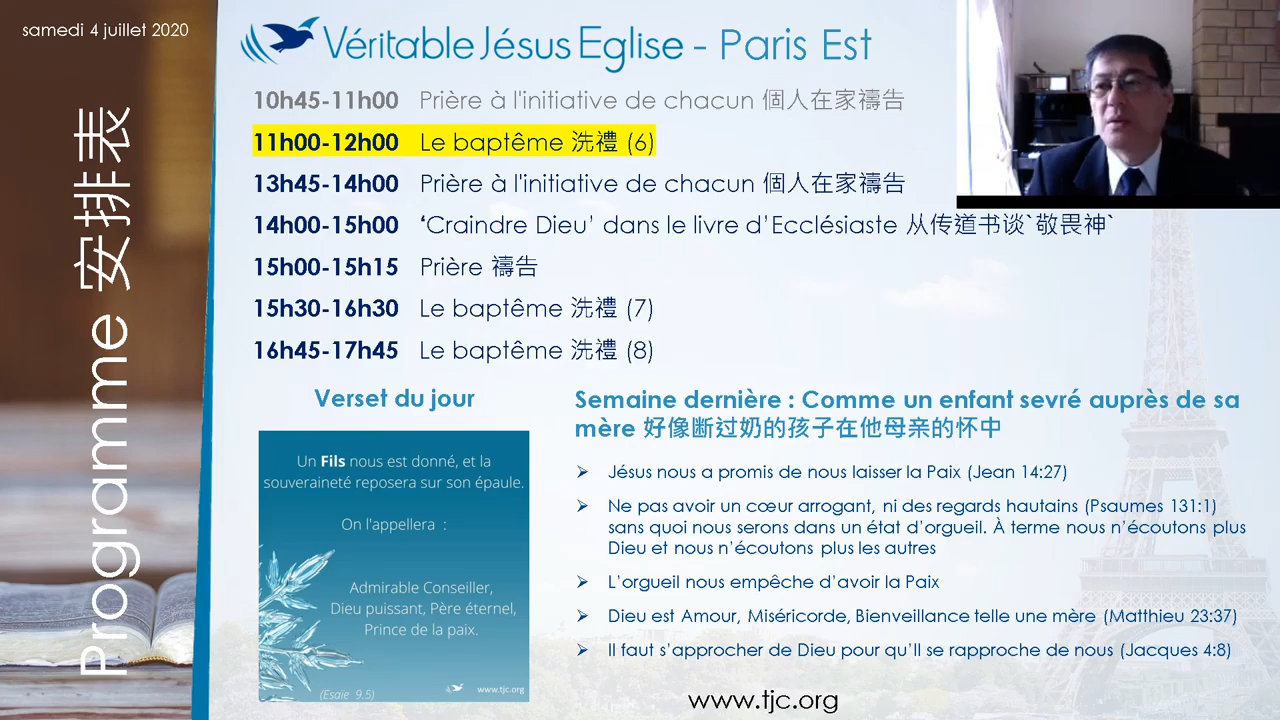 samedi 4 juillet 2020
Programme 安排表
Véritable Jésus Eglise - Paris Est
10h45-11h00 Prière à l'initiative de chacun 個人在家禱告
11h00-12h00 Le baptême 洗禮 (6)
13h45-14h00 Prière à l'initiative de chacun 個人在家禱告
14h00-15h00 ‘Craindre Dieu’ dans le livre d’Ecclésiaste 从传道书谈`敬畏神`
15h00-15h15 Prière 禱告
15h30-16h30 Le baptême 洗禮 (7)
16h45-17h45 Le baptême 洗禮 (8)
Verset du jour
Un Fils nous est donné, et la
souveraineté reposera sur son épaule.
On l'appellera :
Admirable Conseiller,
Dieu puissant, Père éternel,
Prince de la paix.
(Esaïe 9.5)
www.tjc.org
Semaine dernière : Comme un enfant sevré auprès de sa
mère 好像断过奶的孩子在他母亲的怀中
➢ Jésus nous a promis de nous laisser la Paix (Jean 14:27)
➢ Ne pas avoir un cœur arrogant, ni des regards hautains (Psaumes 131:1)
sans quoi nous serons dans un état d’orgueil. À terme nous n’écoutons plus
Dieu et nous n’écoutons plus les autres
➢ L’orgueil nous empêche d’avoir la Paix
➢ Dieu est Amour, Miséricorde, Bienveillance telle une mère (Matthieu 23:37)
➢ Il faut s’approcher de Dieu pour qu’Il se rapproche de nous (Jacques 4:8)
www.tjc.org